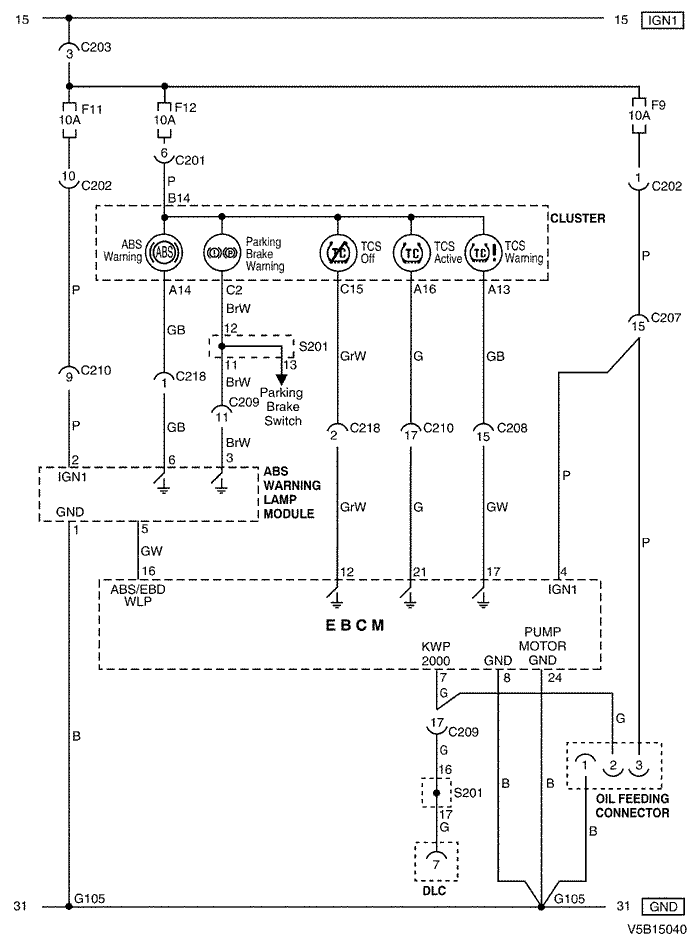 15
15 IGN1
C203
3
F11
10A
F12
10A
F9
10A
6
C201
10
C202
1
C202
P
B14
CLUSTER
ABS
Warning
(ABS)
Parking
Brake
Warning
P
TCS
Off
TC
TCS
Active
TC
TCS
Warning
TC !
P
A14
C2
C15
A16
A13
P
BrW
GB
12
S201
GrW
G
GB
15
C207
11
13
9
C210
1
C218
BrW
Parking
Brake
Switch
C209
11
P
GB
BrW
2
C218
17
C210
15
C208
2
6
3
IGN1
ABS
WARNING
LAMP
MODULE
P
GND
GrW
G
GW
1
5
GW
P
16
12
21
17
4
ABS/EBD
WLP
IGN1
E B C M
KWP
2000
GND
PUMP
MOTOR
GND
7
8
24
G
G
17
C209
B
G
16
1
2
3
S201
B
B
17
OIL FEEDING
CONNECTOR
G
B
7
DLC
31
G105
G105
31 GND
V5B15040